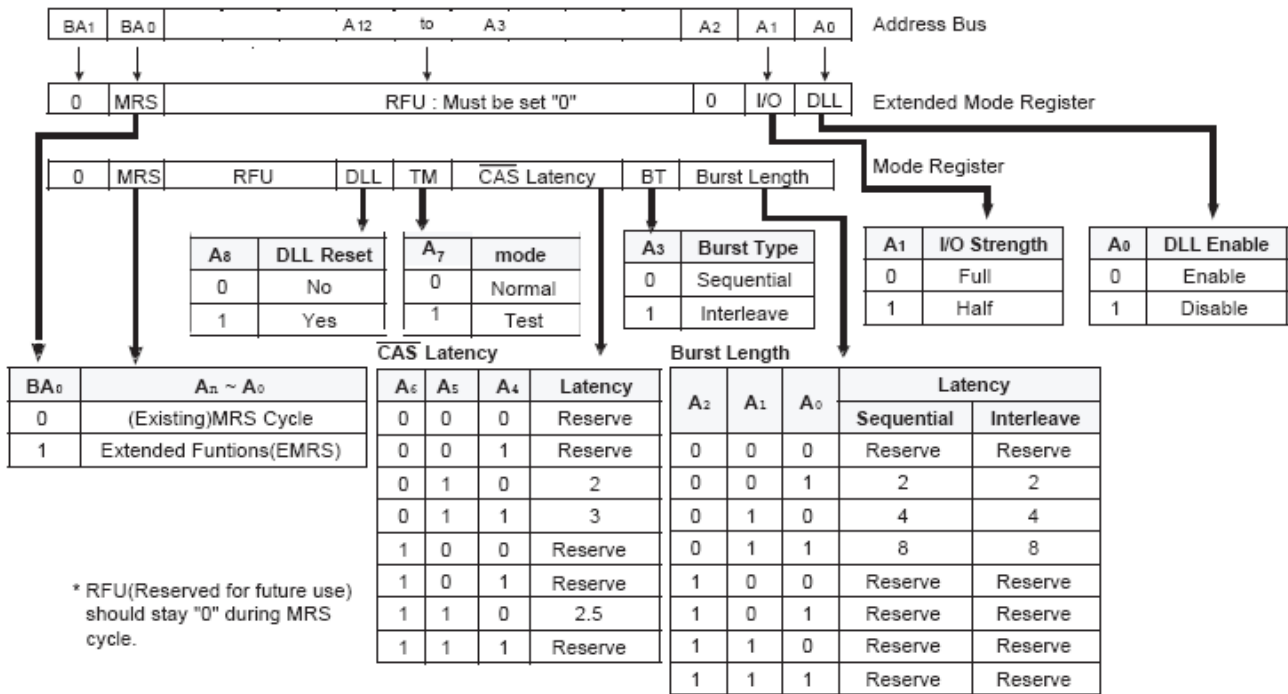 BA1 BA0 A12 to A3 A2 A1 A0 Address Bus
0 MRS RFU : Must be set "0" 0 I/O DLL Extended Mode Register
Mode Register
0 MRS RFU DLL TM CAS Latency BT Burst Length
A8 DLL Reset
0 No
1 Yes
A7 mode
0 Normal
1 Test
A3 Burst Type
0 Sequential
1 Interleave
A1 I/O Strength
0 Full
1 Half
A0 DLL Enable
0 Enable
1 Disable
BA0 An ~ A0
0 (Existing)MRS Cycle
1 Extended Funtions(EMRS)
CAS Latency
A6 A5 A4 Latency
0 0 0 Reserve
0 0 1 Reserve
0 1 0 2
0 1 1 3
1 0 0 Reserve
1 0 1 Reserve
1 1 0 2.5
1 1 1 Reserve
Burst Length
A2 A1 A0 Latency
Sequential Interleave
0 0 0 Reserve Reserve
0 0 1 2 2
0 1 0 4 4
0 1 1 8 8
1 0 0 Reserve Reserve
1 0 1 Reserve Reserve
1 1 0 Reserve Reserve
1 1 1 Reserve Reserve
* RFU(Reserved for future use)
should stay "0" during MRS
cycle.